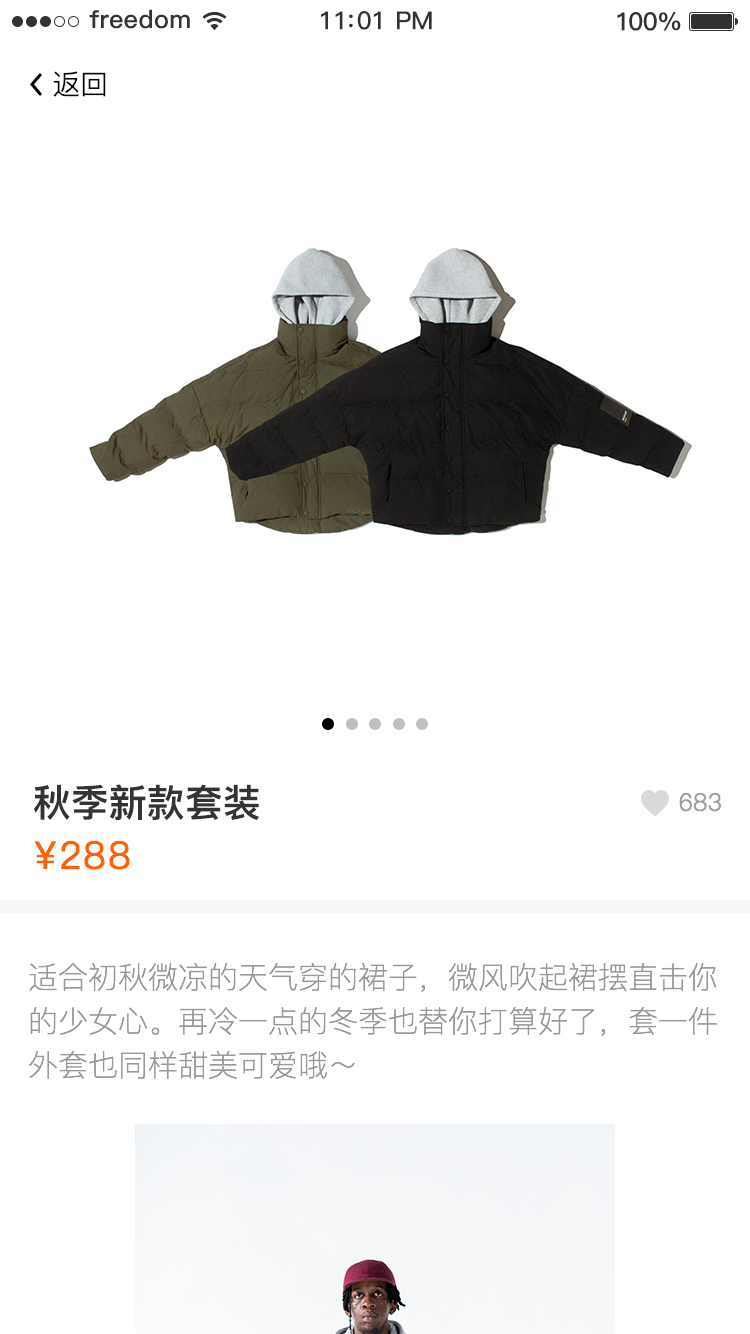 freedom 11:01 PM 100%
返回
秋季新款套装
683
¥288
适合初秋微凉的天气穿的裙子，微风吹起裙摆直击你
的少女心。再冷一点的冬季也替你打算好了，套一件
外套也同样甜美可爱哦～